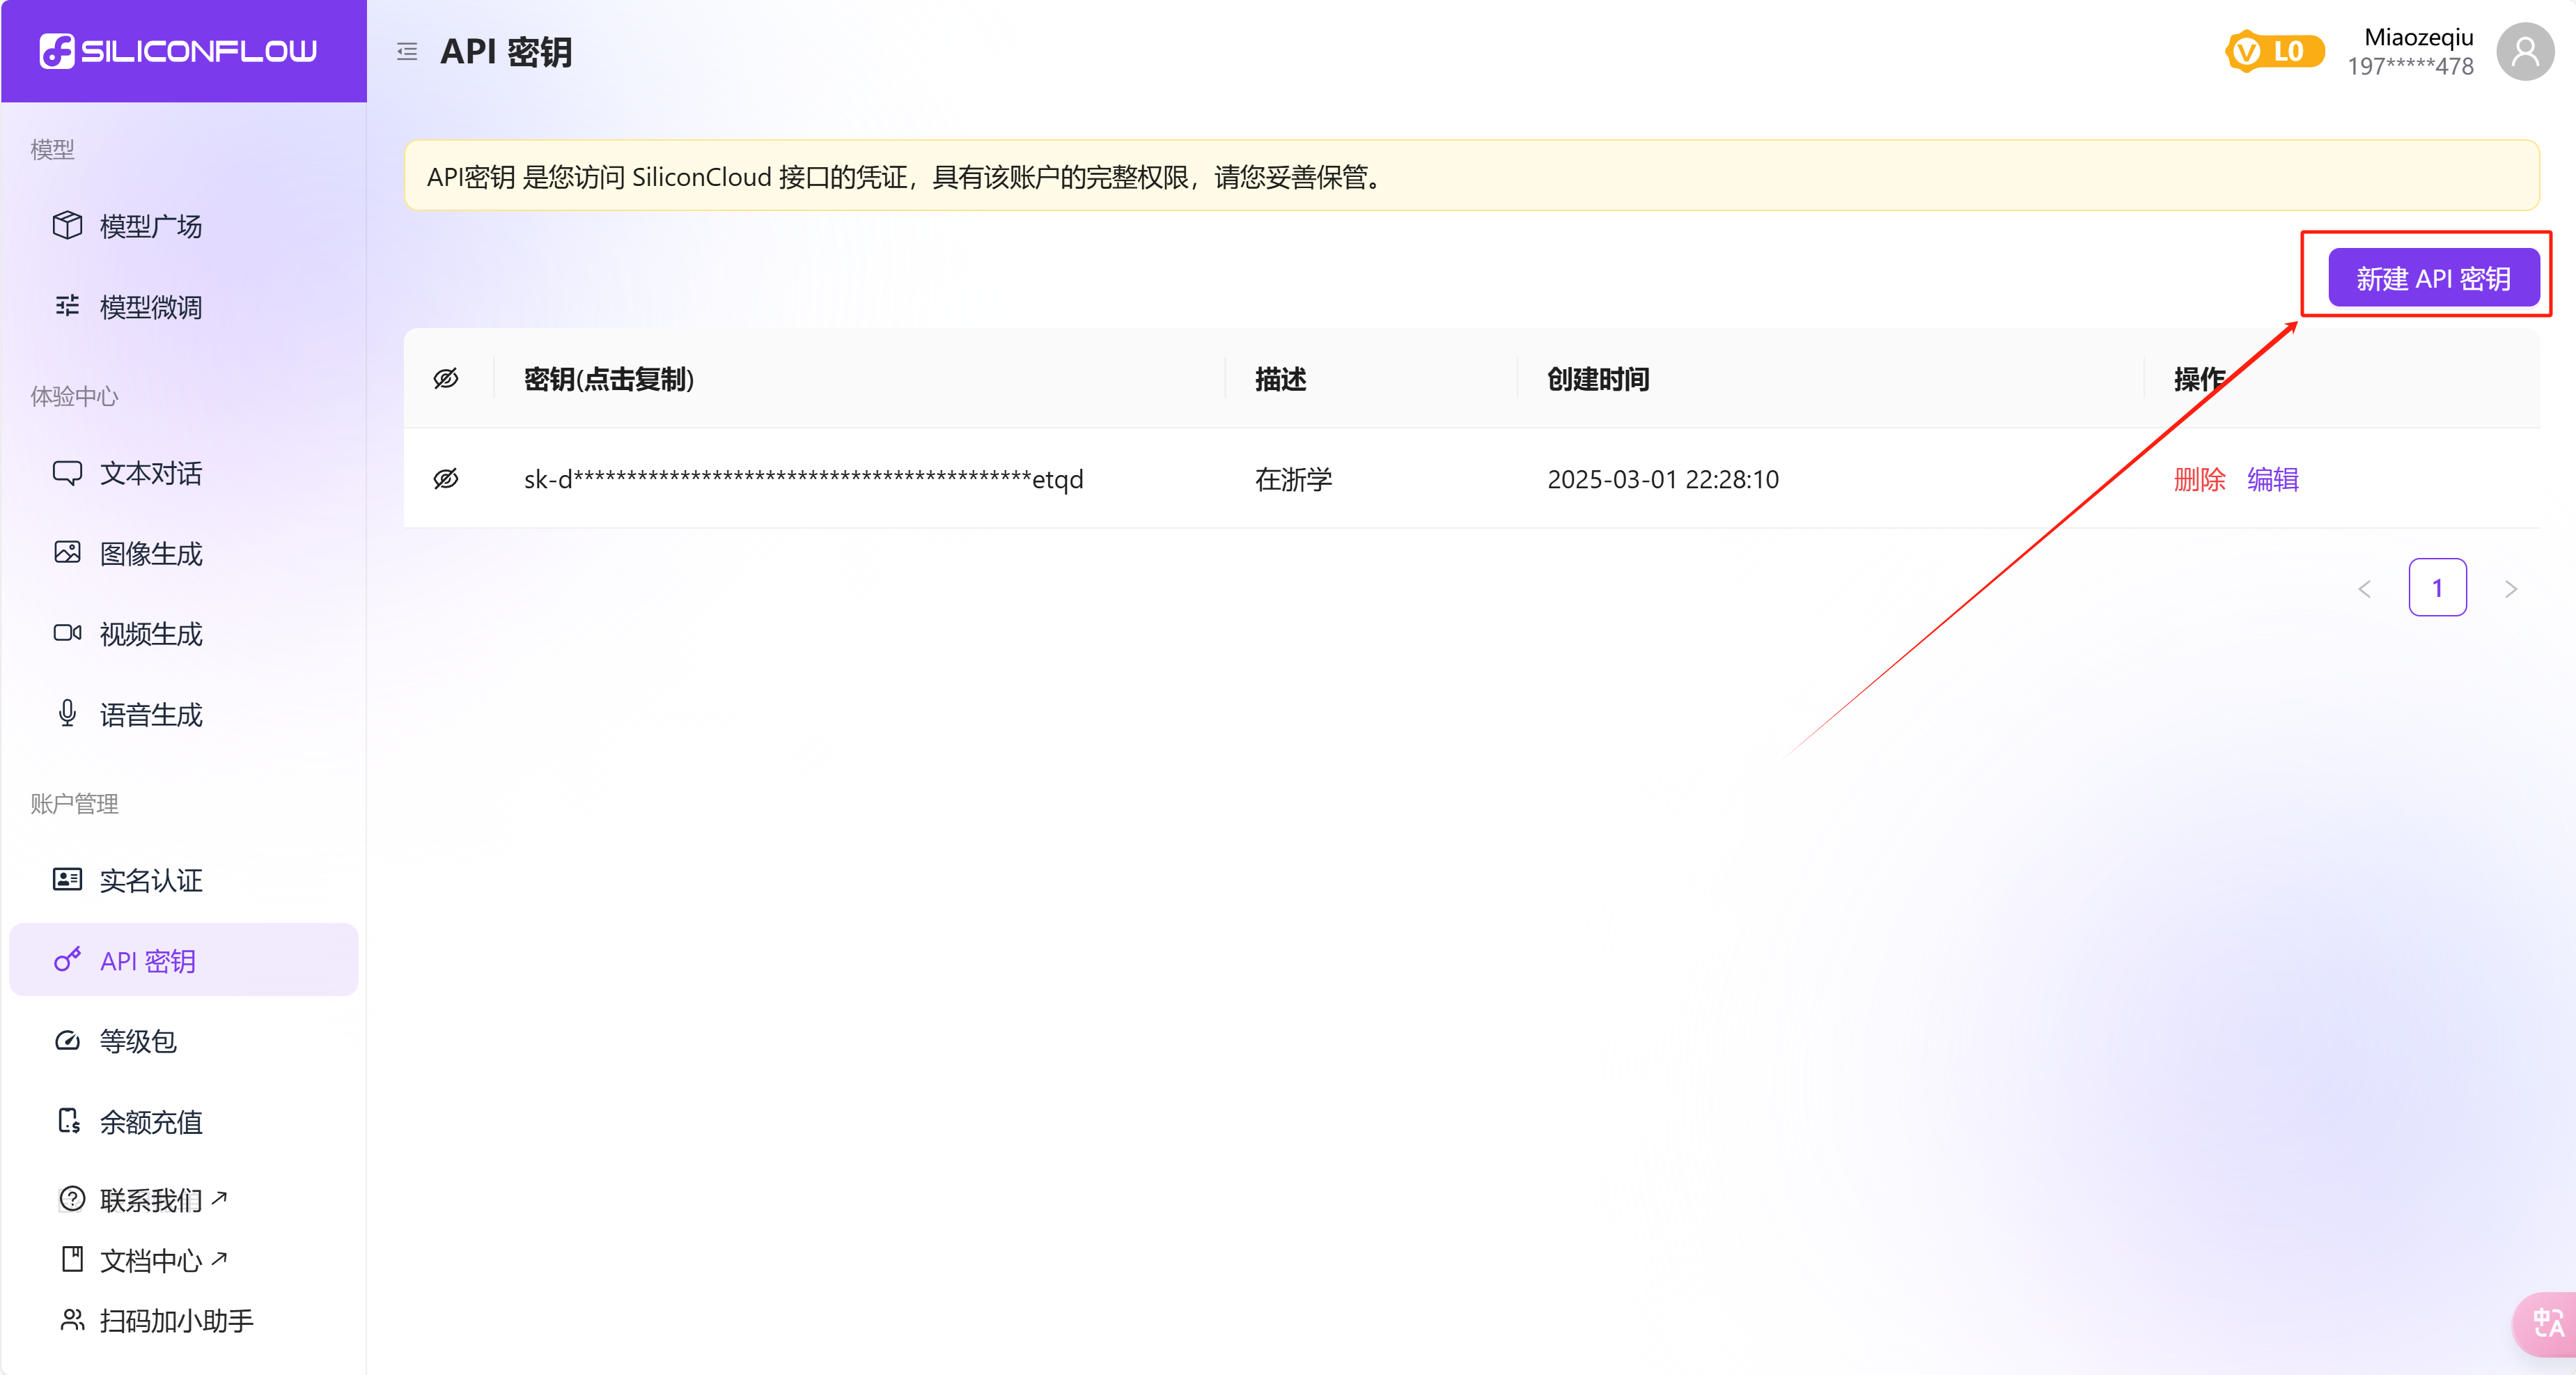 SILICONFLOW
API 密钥
L0
Miaozeqiu
197*****478
模型
模型广场
模型微调
体验中心
文本对话
图像生成
视频生成
语音生成
账户管理
实名认证
API 密钥
等级包
余额充值
联系我们
文档中心
扫码加小助手
API密钥 是您访问 SiliconCloud 接口的凭证，具有该账户的完整权限，请您妥善保管。
新建 API 密钥
密钥(点击复制) 描述 创建时间 操作
sk-d*******************************************etqd 在浙学 2025-03-01 22:28:10 删除 编辑
1